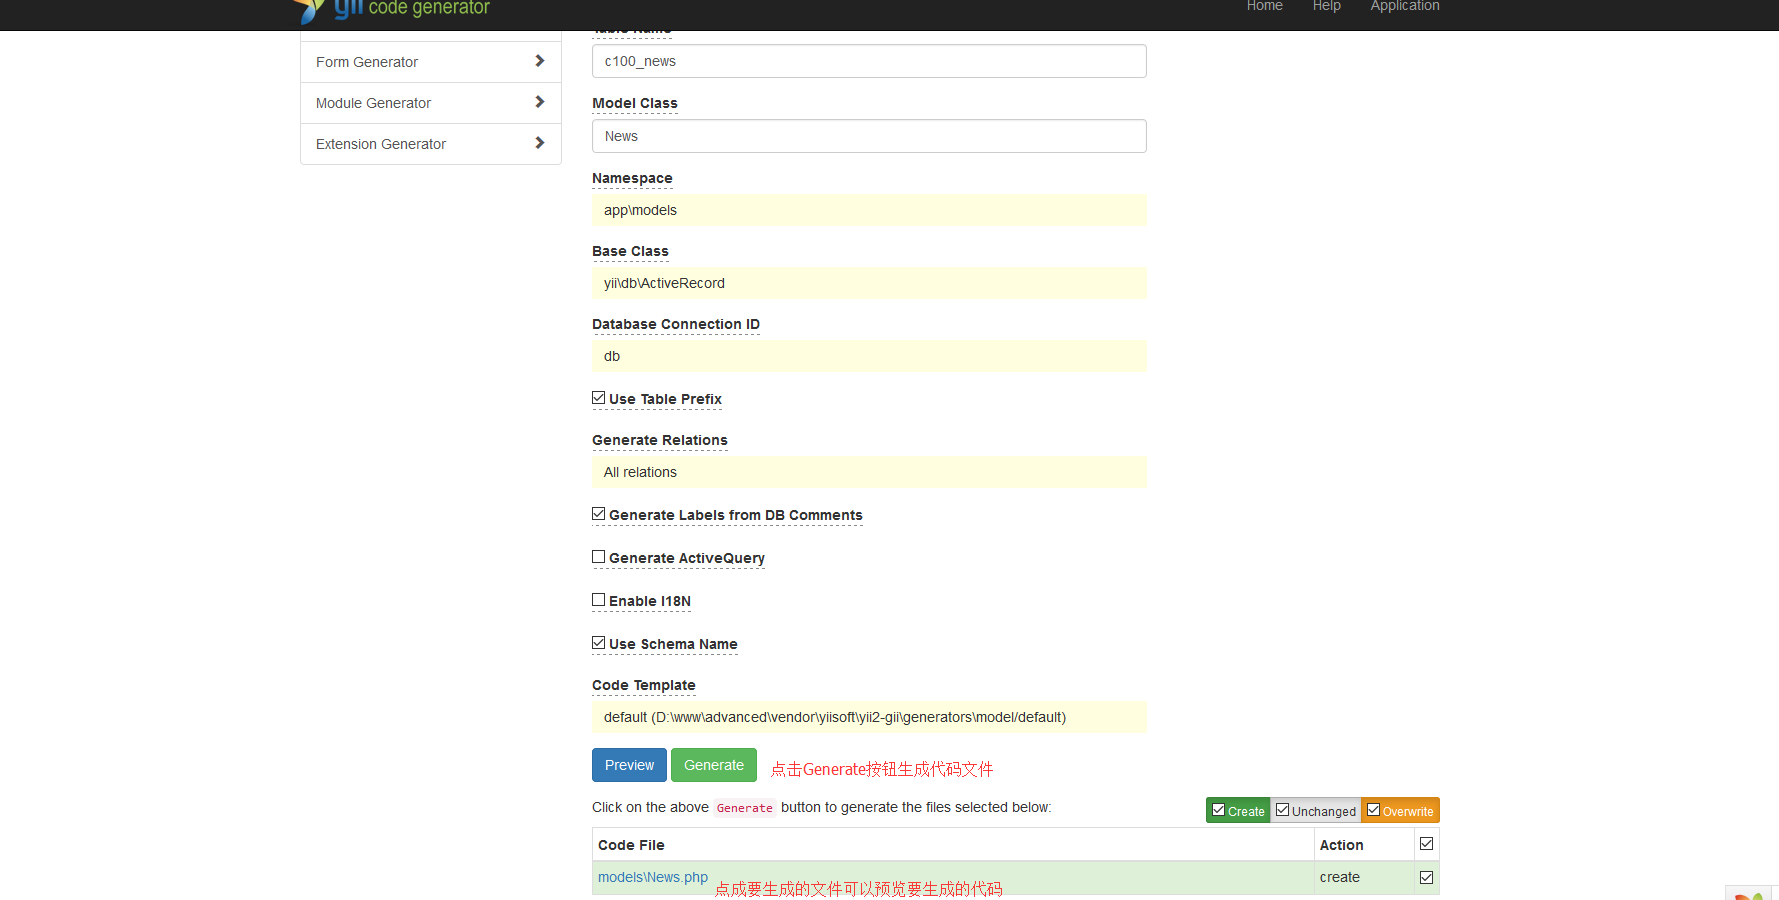 yii code generator
Home Help Application
Table Name
Form Generator
Module Generator
Extension Generator
c100_news
Model Class
News
Namespace
app\models
Base Class
yii\db\ActiveRecord
Database Connection ID
db
Use Table Prefix
Generate Relations
All relations
Generate Labels from DB Comments
Generate ActiveQuery
Enable I18N
Use Schema Name
Code Template
default (D:\www\advanced\vendor\yiisoft\yii2-gii\generators\model/default)
Preview Generate 点击Generate按钮生成代码文件
Click on the above Generate button to generate the files selected below:
Create Unchanged Overwrite
Code File Action
models\News.php 点成要生成的文件可以预览要生成的代码 create